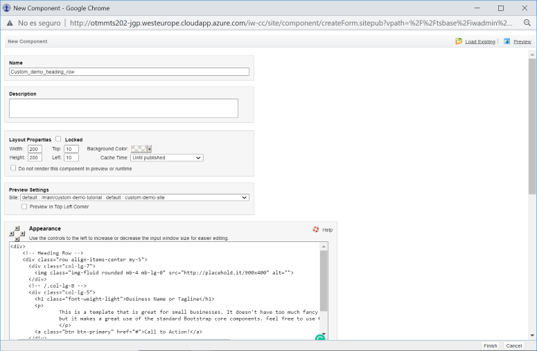 New Component - Google Chrome
No es seguro | http://otmmts202-jgp.westeurope.cloudapp.azure.com/iw-cc/site/component/createForm.sitepub?vpath=%2F%2Ftsbase%2Fiwadmin%2...
New Component Load Existing | Preview
Name
Custom_demo_heading_row
Description
Layout Properties Locked
Width: 200 Top: 10 Background Color:
Height: 200 Left: 10 Cache Time: Until published
Do not render this component in preview or runtime
Preview Settings
Site: default : /main/custom-demo-tutorial : default : custom-demo-site
Preview in Top Left Corner
Appearance Help
Use the controls to the left to increase or decrease the input window size for easier editing.
<div>
<!-- Heading Row -->
<div class="row align-items-center my-5">
<div class="col-lg-7">
<img class="img-fluid rounded mb-4 mb-lg-0" src="http://placehold.it/900x400" alt="">
</div>
<!-- /.col-lg-8 -->
<div class="col-lg-5">
<h1 class="font-weight-light">Business Name or Tagline</h1>
<p>
This is a template that is great for small businesses. It doesn't have too much fancy
but it makes a great use of the standard Bootstrap core components. Feel free to use
</p>
<a class="btn btn-primary" href="#">Call to Action!</a>
</div>
Finish Cancel